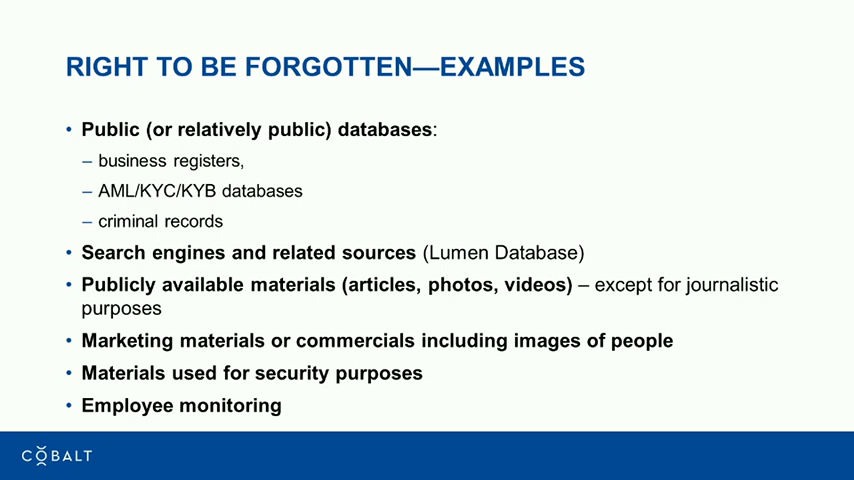 RIGHT TO BE FORGOTTEN—EXAMPLES
• Public (or relatively public) databases:
– business registers,
– AML/KYC/KYB databases
– criminal records
• Search engines and related sources (Lumen Database)
• Publicly available materials (articles, photos, videos) – except for journalistic
purposes
• Marketing materials or commercials including images of people
• Materials used for security purposes
• Employee monitoring
COBALT